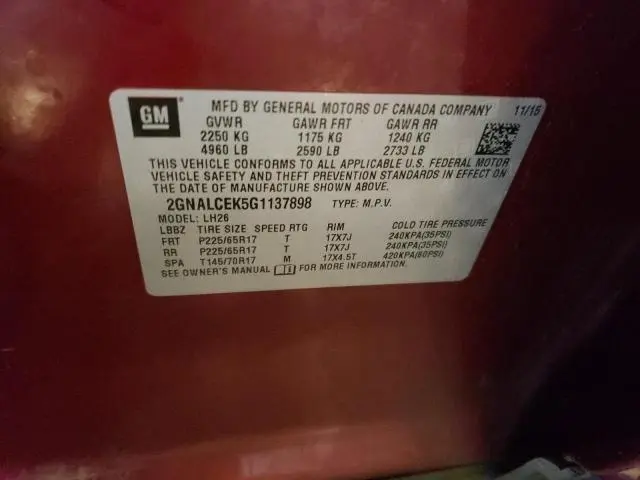 GM MFD BY GENERAL MOTORS OF CANADA COMPANY 11/15
GVWR GAWR FRT GAWR RR
2250 KG 1175 KG 1240 KG
4960 LB 2590 LB 2733 LB
THIS VEHICLE CONFORMS TO ALL APPLICABLE U.S. FEDERAL MOTOR
VEHICLE SAFETY AND THEFT PREVENTION STANDARDS IN EFFECT ON
THE DATE OF MANUFACTURE SHOWN ABOVE.
2GNALCEK5G1137898 TYPE: M.P.V.
MODEL: LH26
LBBZ TIRE SIZE SPEED RTG RIM COLD TIRE PRESSURE
FRT P225/65R17 T 17X7J 240KPA(35PSI)
RR P225/65R17 T 17X7J 240KPA(35PSI)
SPA T145/70R17 M 17X4.5T 420KPA(60PSI)
SEE OWNER'S MANUAL FOR MORE INFORMATION.